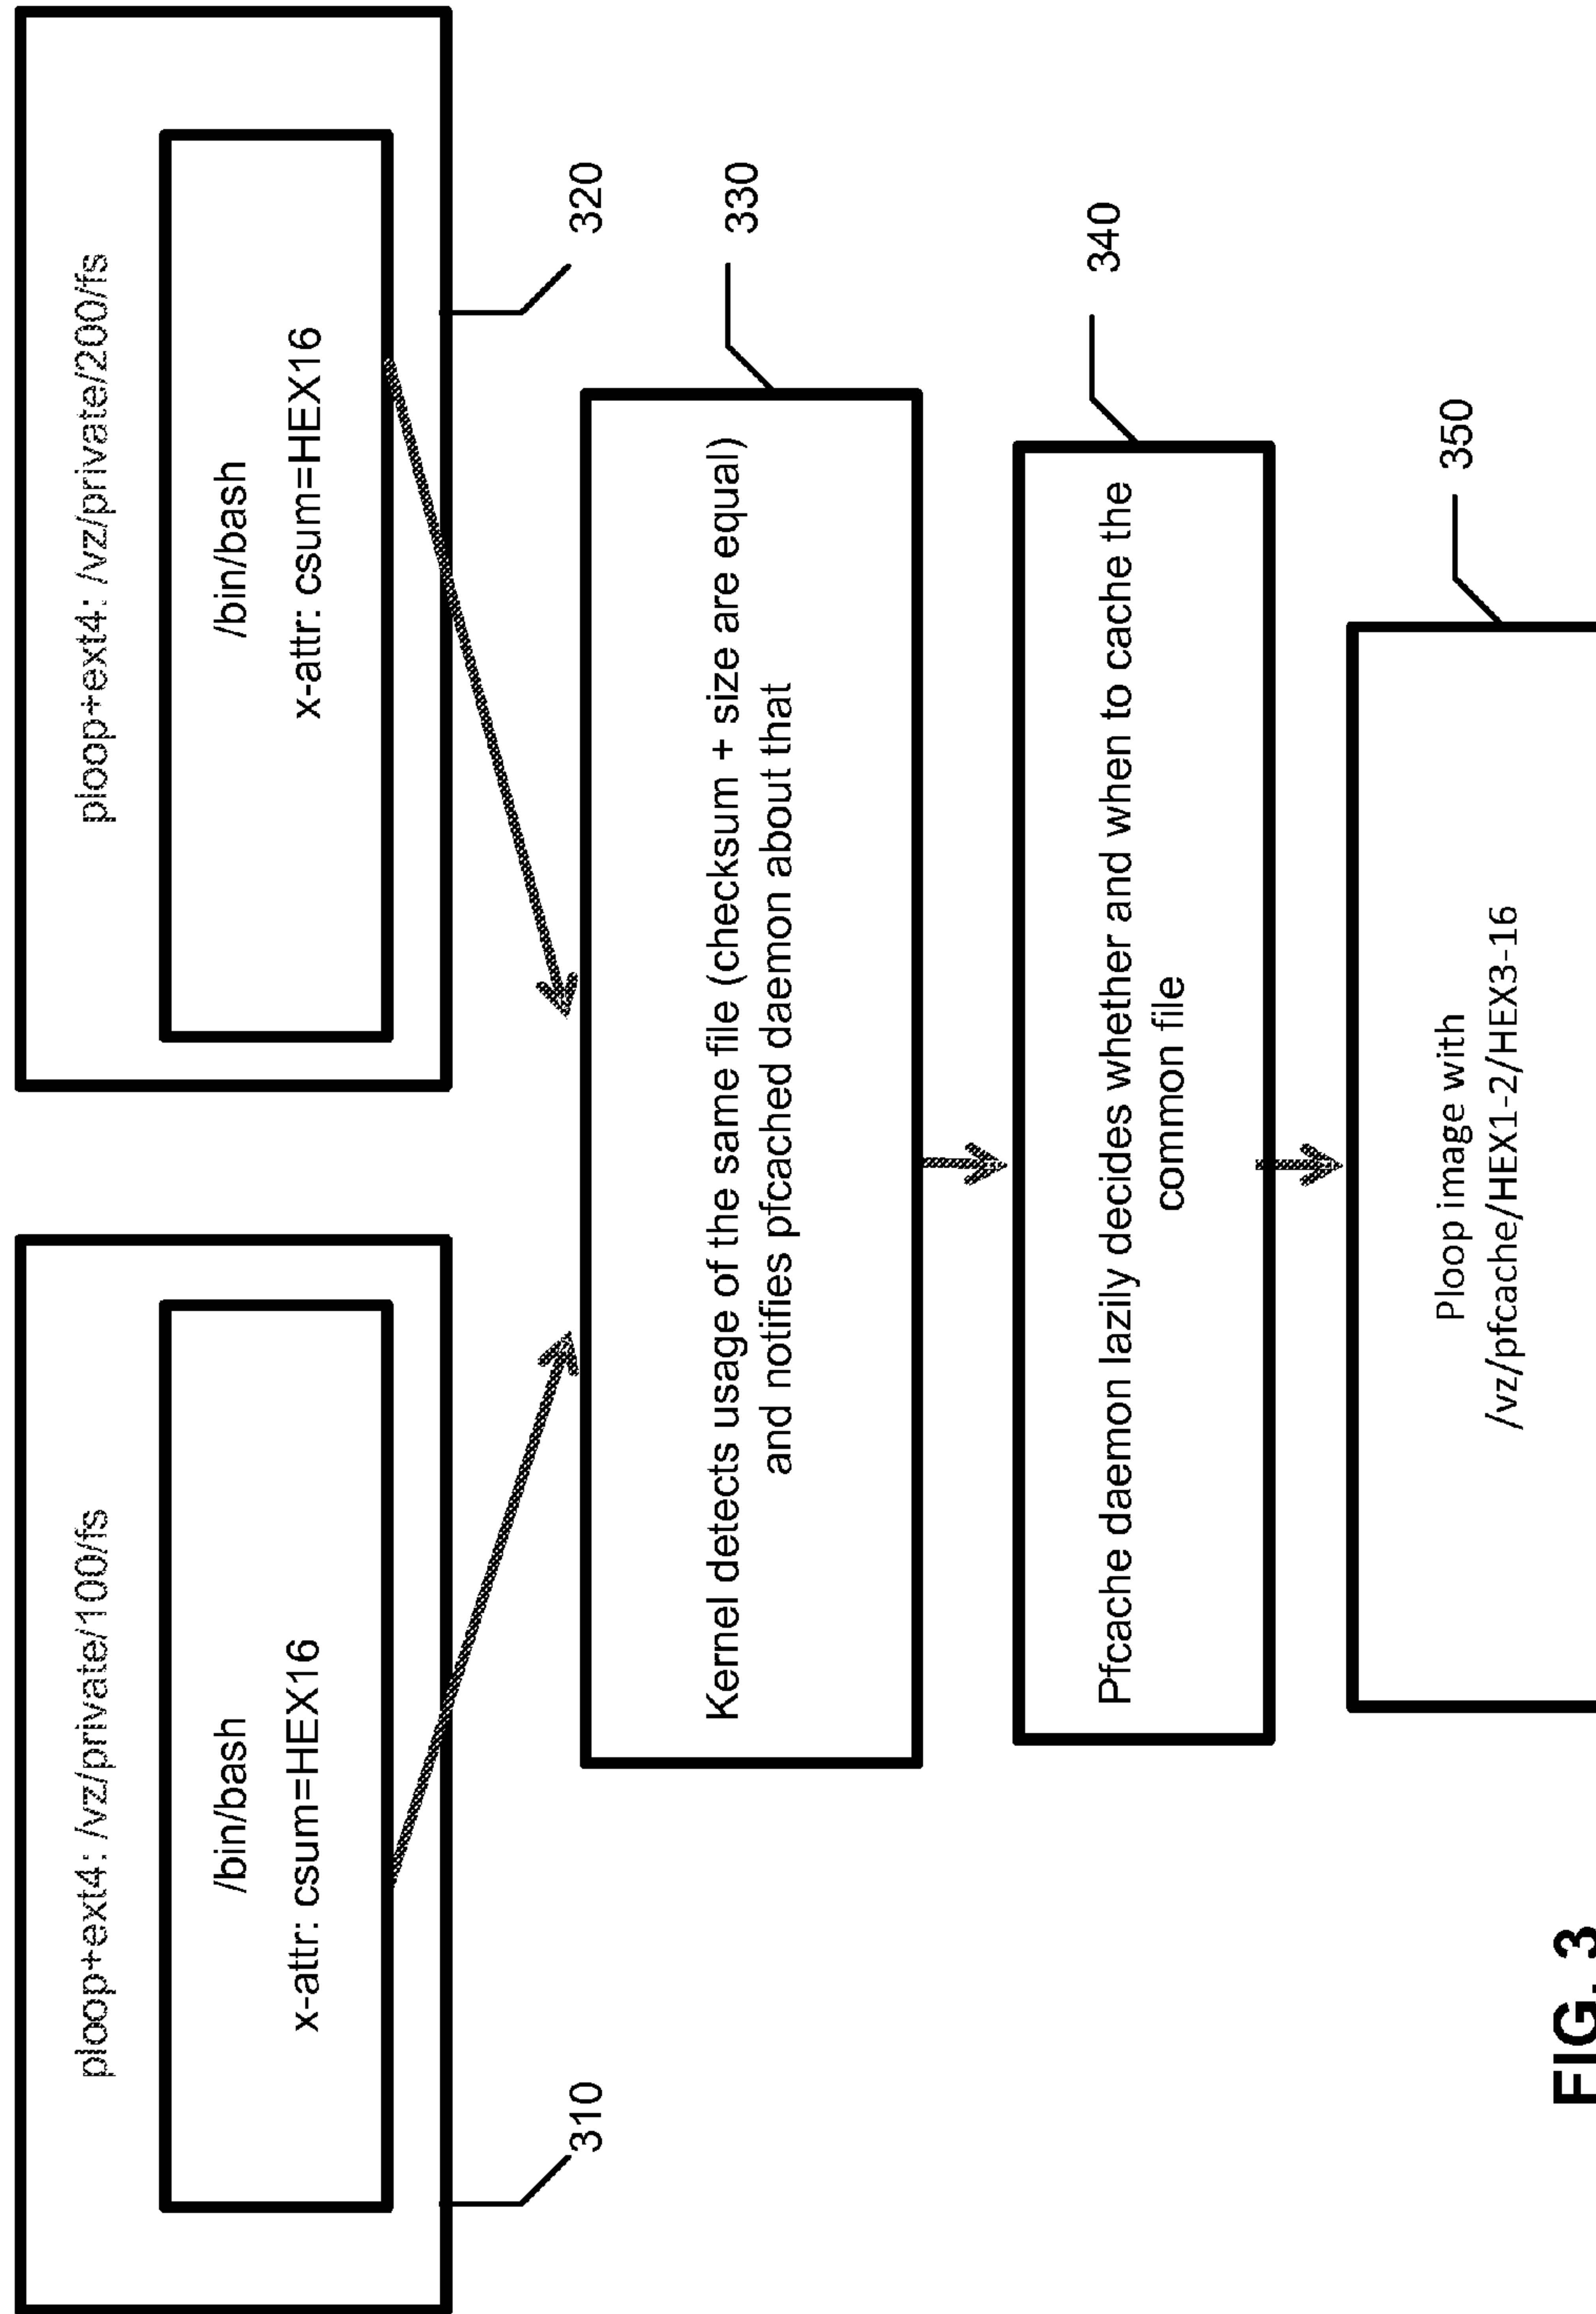 ploop+ext4: /vz/private/100/fs
/bin/bash
x-attr: csum=HEX16
310
ploop+ext4: /vz/private/200/fs
/bin/bash
x-attr: csum=HEX16
320
Kernel detects usage of the same file (checksum + size are equal)
and notifies pfcached daemon about that
330
Pfcache daemon lazily decides whether and when to cache the
common file
340
Ploop image with
/vz/pfcache/HEX1-2/HEX3-16
350
FIG. 3